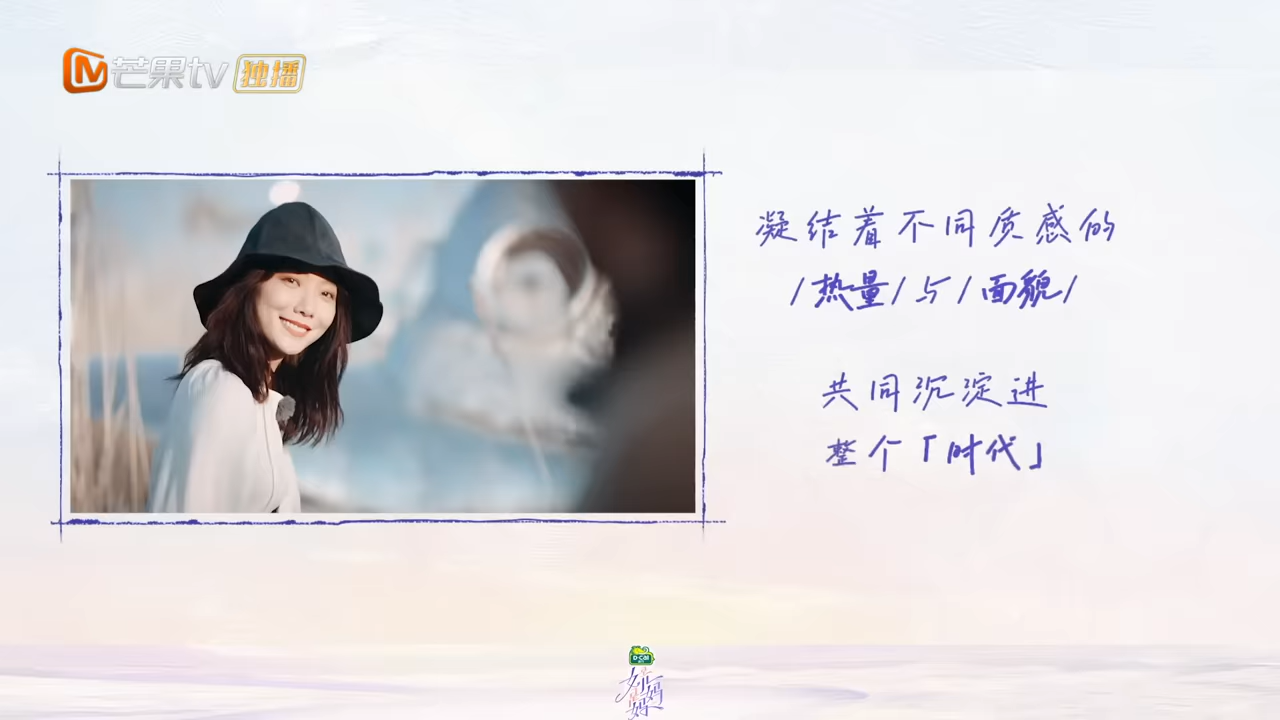 芒果tv 独播
凝结着不同质感的
/热量/与/面貌/
共同沉淀进
整个「时代」
D-Cal